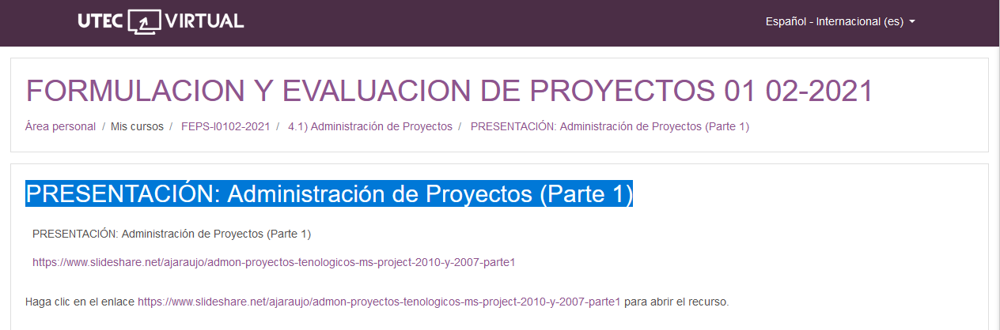 UTEC VIRTUAL
Español - Internacional (es)
FORMULACION Y EVALUACION DE PROYECTOS 01 02-2021
Área personal / Mis cursos / FEPS-I0102-2021 / 4.1) Administración de Proyectos / PRESENTACIÓN: Administración de Proyectos (Parte 1)
PRESENTACIÓN: Administración de Proyectos (Parte 1)
PRESENTACIÓN: Administración de Proyectos (Parte 1)
https://www.slideshare.net/ajaraujo/admon-proyectos-tenologicos-ms-project-2010-y-2007-parte1
Haga clic en el enlace https://www.slideshare.net/ajaraujo/admon-proyectos-tenologicos-ms-project-2010-y-2007-parte1 para abrir el recurso.